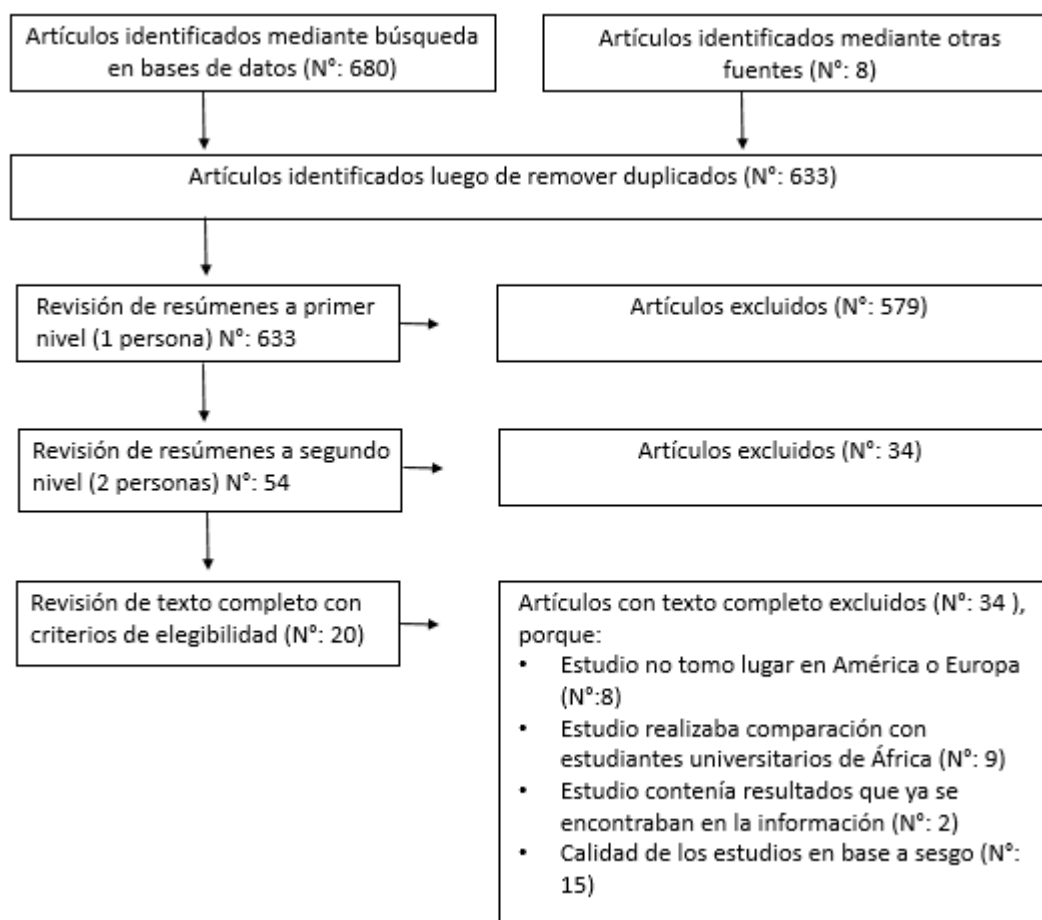 Artículos identificados mediante búsqueda
en bases de datos (N°: 680)
Artículos identificados mediante otras
fuentes (N°: 8)
Artículos identificados luego de remover duplicados (N°: 633)
Revisión de resúmenes a primer
nivel (1 persona) N°: 633
Artículos excluidos (N°: 579)
Revisión de resúmenes a segundo
nivel (2 personas) N°: 54
Artículos excluidos (N°: 34)
Revisión de texto completo con
criterios de elegibilidad (N°: 20)
Artículos con texto completo excluidos (N°: 34 ),
porque:
• Estudio no tomo lugar en América o Europa
(N°:8)
• Estudio realizaba comparación con
estudiantes universitarios de África (N°: 9)
• Estudio contenía resultados que ya se
encontraban en la información (N°: 2)
• Calidad de los estudios en base a sesgo (N°:
15)